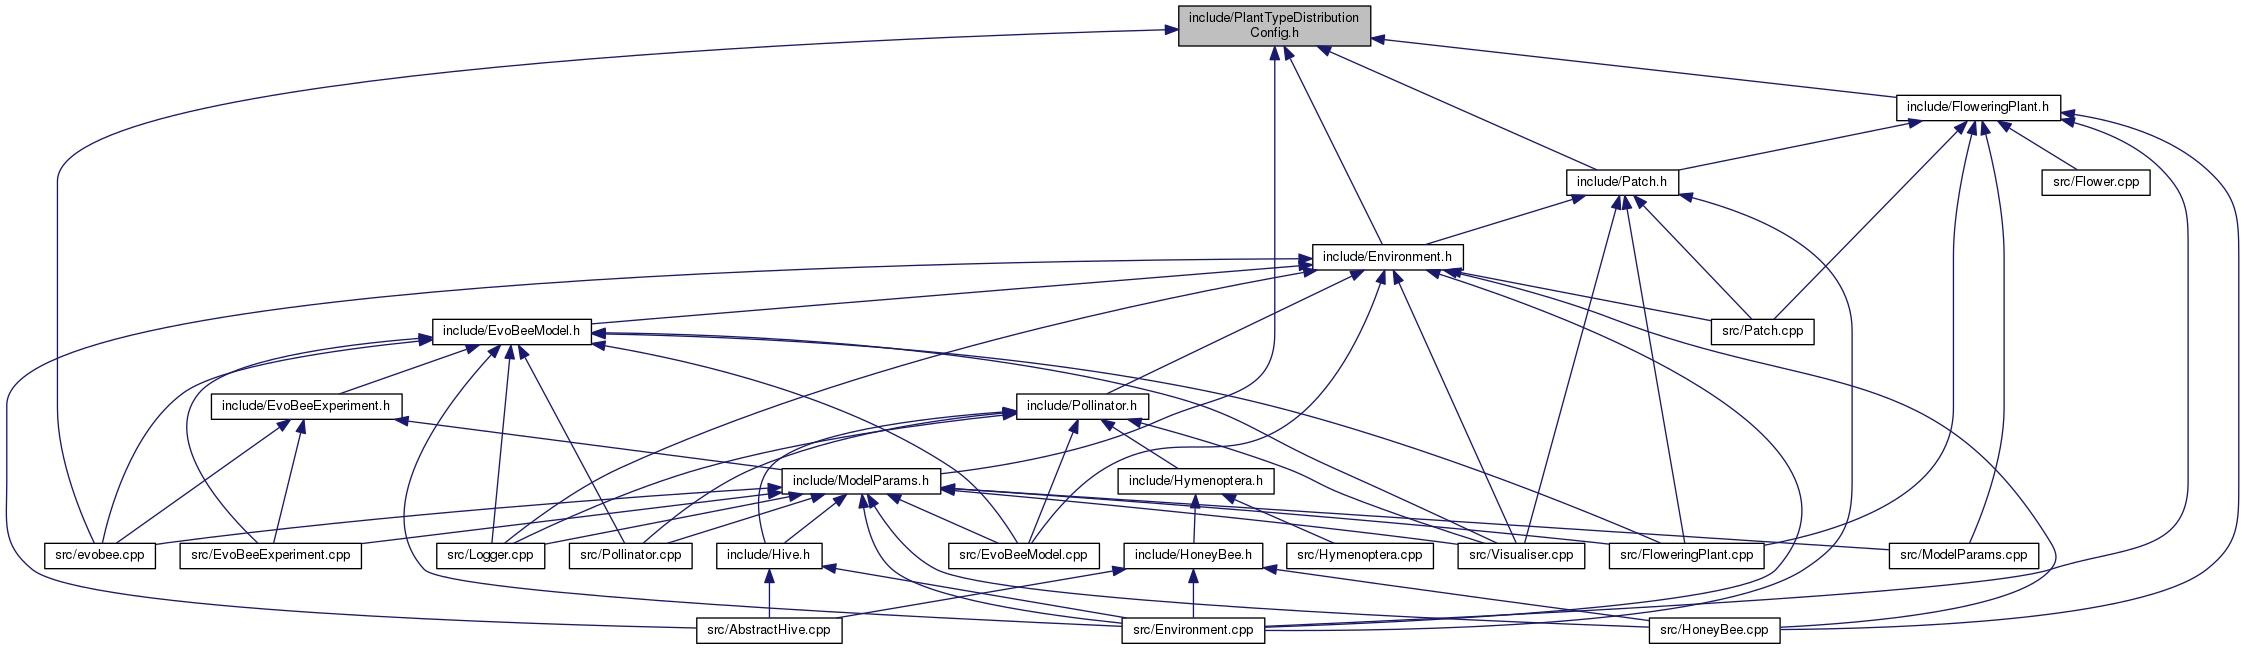 include/PlantTypeDistribution
Config.h
include/FloweringPlant.h
include/Patch.h
src/Flower.cpp
include/Environment.h
include/EvoBeeModel.h
src/Patch.cpp
include/EvoBeeExperiment.h
include/Pollinator.h
include/ModelParams.h
include/Hymenoptera.h
src/evobee.cpp
src/EvoBeeExperiment.cpp
src/Logger.cpp
src/Pollinator.cpp
include/Hive.h
src/EvoBeeModel.cpp
include/HoneyBee.h
src/Hymenoptera.cpp
src/Visualiser.cpp
src/FloweringPlant.cpp
src/ModelParams.cpp
src/AbstractHive.cpp
src/Environment.cpp
src/HoneyBee.cpp